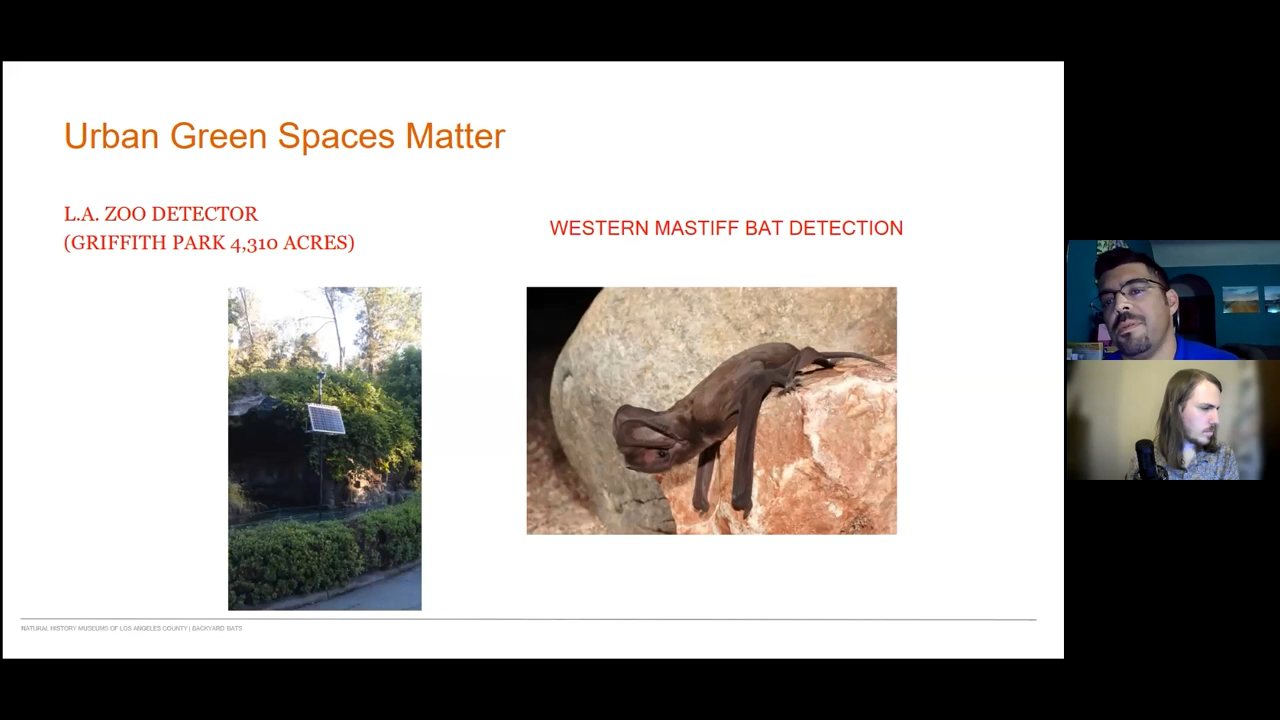 Urban Green Spaces Matter
L.A. ZOO DETECTOR
(GRIFFITH PARK 4,310 ACRES)
WESTERN MASTIFF BAT DETECTION
NATURAL HISTORY MUSEUMS OF LOS ANGELES COUNTY | BACKYARD BATS